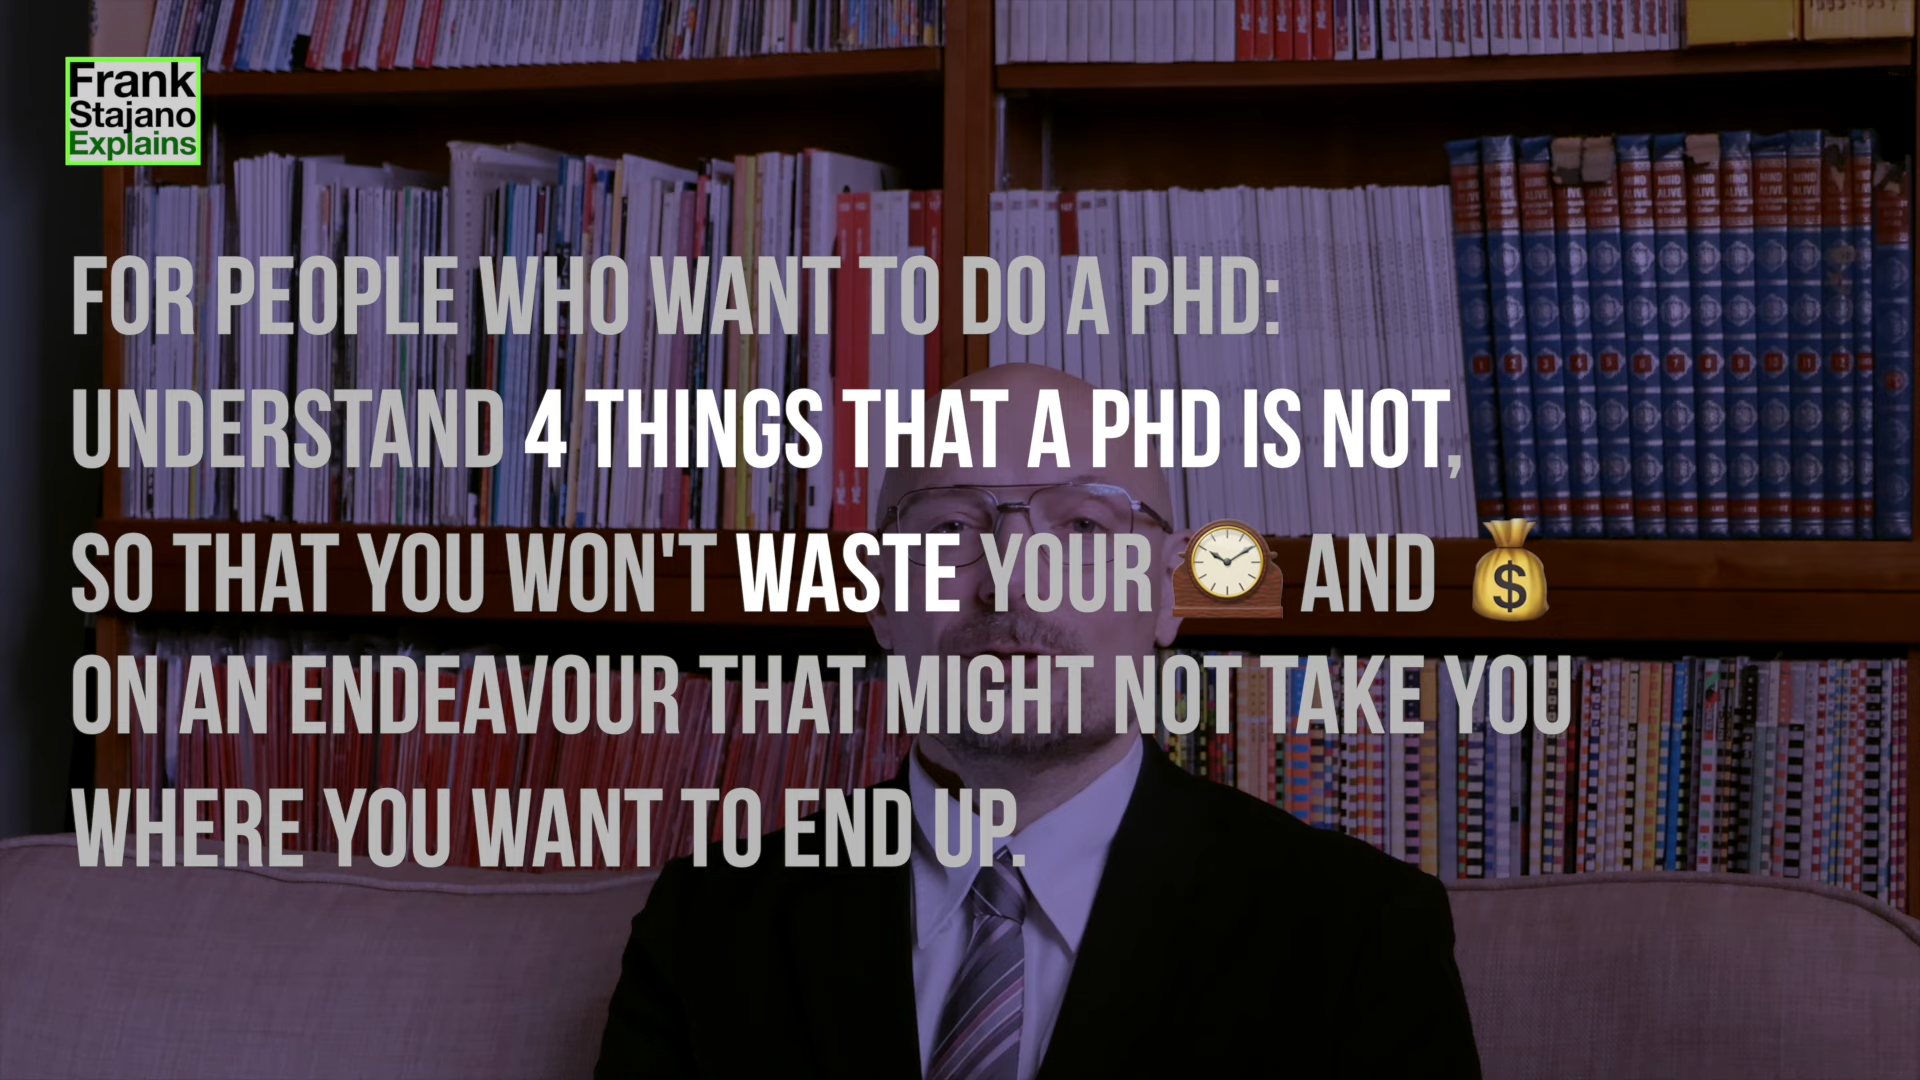 Frank
Stajano
Explains
FOR PEOPLE WHO WANT TO DO A PHD:
UNDERSTAND 4 THINGS THAT A PHD IS NOT,
SO THAT YOU WON'T WASTE YOUR 🕰️ AND 💰
ON AN ENDEAVOUR THAT MIGHT NOT TAKE YOU
WHERE YOU WANT TO END UP.
MIND ALIVE